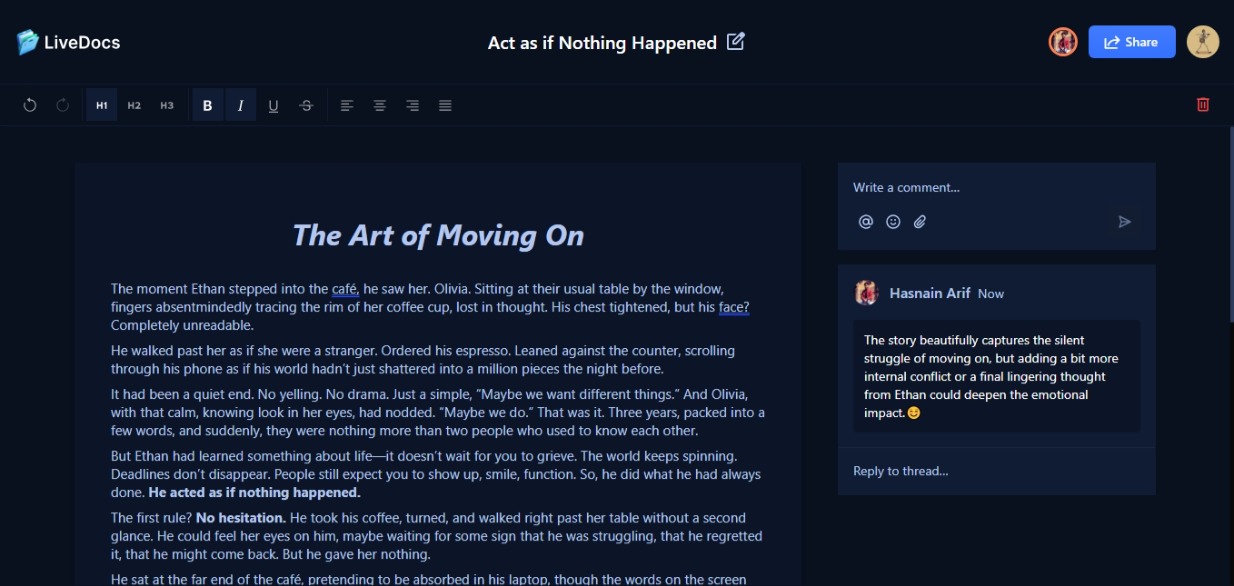 LiveDocs
Act as if Nothing Happened
Share
H1 H2 H3 B I U S
The Art of Moving On
The moment Ethan stepped into the café, he saw her. Olivia. Sitting at their usual table by the window,
fingers absentmindedly tracing the rim of her coffee cup, lost in thought. His chest tightened, but his face?
Completely unreadable.
He walked past her as if she were a stranger. Ordered his espresso. Leaned against the counter, scrolling
through his phone as if his world hadn't just shattered into a million pieces the night before.
It had been a quiet end. No yelling. No drama. Just a simple, "Maybe we want different things." And Olivia,
with that calm, knowing look in her eyes, had nodded. "Maybe we do." That was it. Three years, packed into a
few words, and suddenly, they were nothing more than two people who used to know each other.
But Ethan had learned something about life—it doesn't wait for you to grieve. The world keeps spinning.
Deadlines don't disappear. People still expect you to show up, smile, function. So, he did what he had always
done. He acted as if nothing happened.
The first rule? No hesitation. He took his coffee, turned, and walked right past her table without a second
glance. He could feel her eyes on him, maybe waiting for some sign that he was struggling, that he regretted
it, that he might come back. But he gave her nothing.
He sat at the far end of the café, pretending to be absorbed in his laptop, though the words on the screen
Write a comment…
@
Hasnain Arif Now
The story beautifully captures the silent
struggle of moving on, but adding a bit more
internal conflict or a final lingering thought
from Ethan could deepen the emotional
impact.😊
Reply to thread…